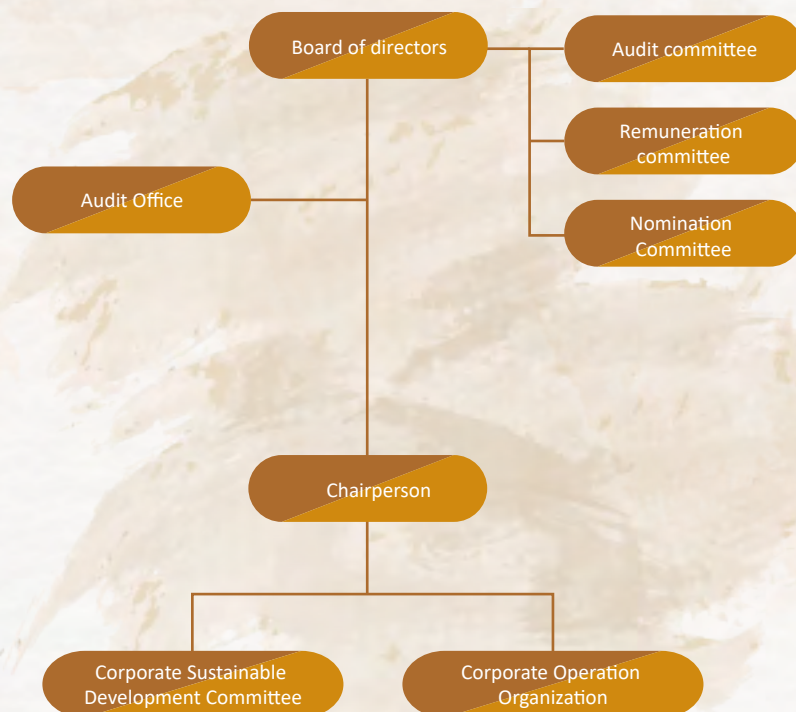 Board of directors
Audit committee
Remuneration
committee
Audit Office
Nomination
Committee
Chairperson
Corporate Sustainable
Development Committee
Corporate Operation
Organization